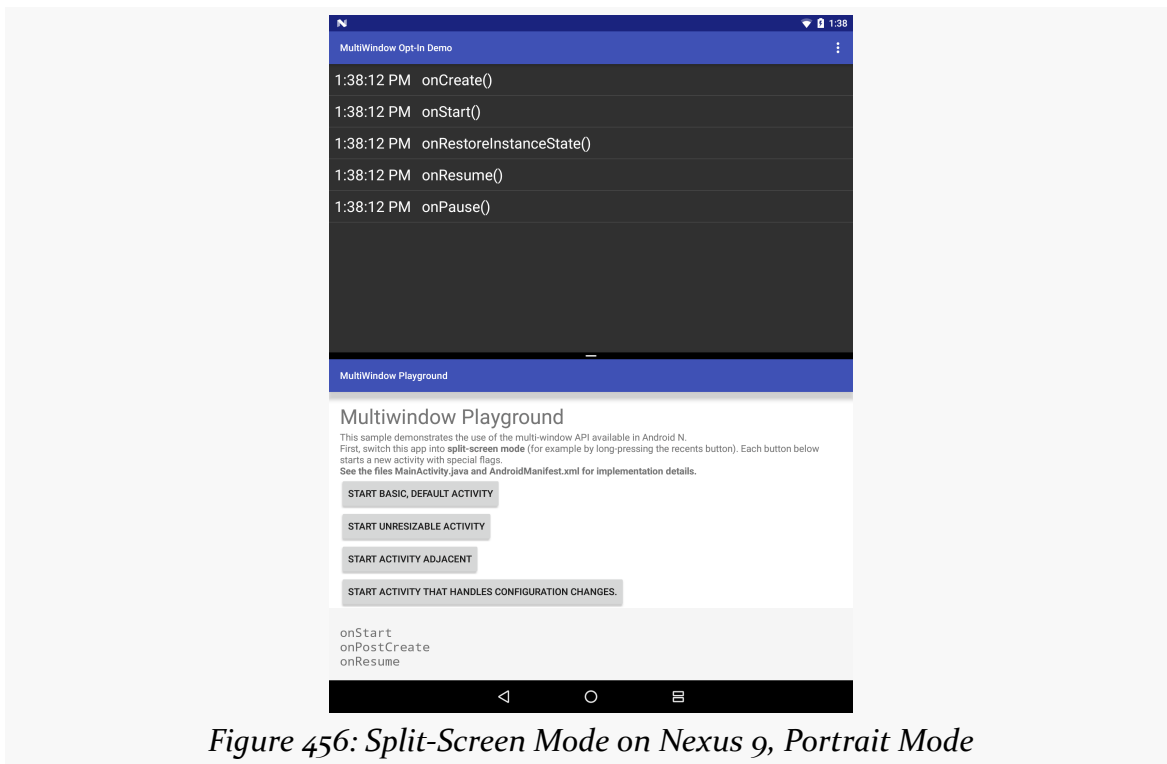 1:38
MultiWindow Opt-In Demo
1:38:12 PM onCreate()
1:38:12 PM onStart()
1:38:12 PM onRestoreInstanceState()
1:38:12 PM onResume()
1:38:12 PM onPause()
MultiWindow Playground
Multiwindow Playground
This sample demonstrates the use of the multi-window API available in Android N.
First, switch this app into split-screen mode (for example by long-pressing the recents button). Each button below
starts a new activity with special flags.
See the files MainActivity.java and AndroidManifest.xml for implementation details.
START BASIC, DEFAULT ACTIVITY
START UNRESIZABLE ACTIVITY
START ACTIVITY ADJACENT
START ACTIVITY THAT HANDLES CONFIGURATION CHANGES.
onStart
onPostCreate
onResume
Figure 456: Split-Screen Mode on Nexus 9, Portrait Mode